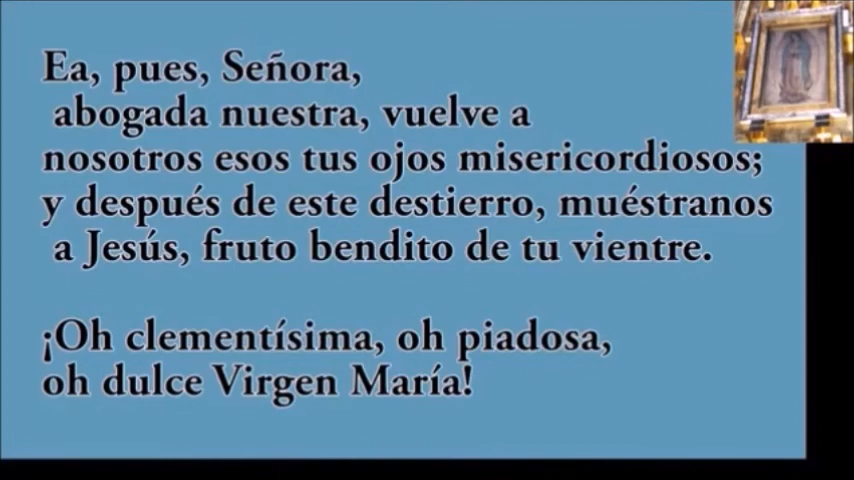 Ea, pues, Señora,
abogada nuestra, vuelve a
nosotros esos tus ojos misericordiosos;
y después de este destierro, muéstranos
a Jesús, fruto bendito de tu vientre.
¡Oh clementísima, oh piadosa,
oh dulce Virgen María!